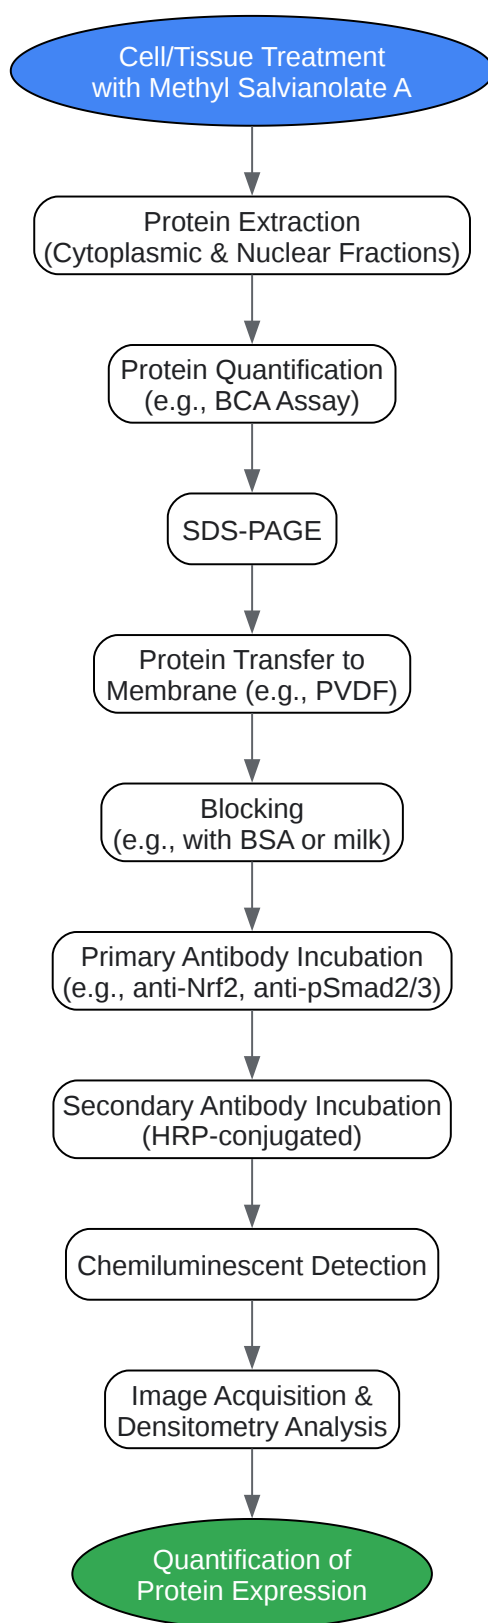 Cell/Tissue Treatment
with Methyl Salvianolate A
Protein Extraction
(Cytoplasmic & Nuclear Fractions)
Protein Quantification
(e.g., BCA Assay)
SDS-PAGE
Protein Transfer to
Membrane (e.g., PVDF)
Blocking
(e.g., with BSA or milk)
Primary Antibody Incubation
(e.g., anti-Nrf2, anti-pSmad2/3)
Secondary Antibody Incubation
(HRP-conjugated)
Chemiluminescent Detection
Image Acquisition &
Densitometry Analysis
Quantification of
Protein Expression